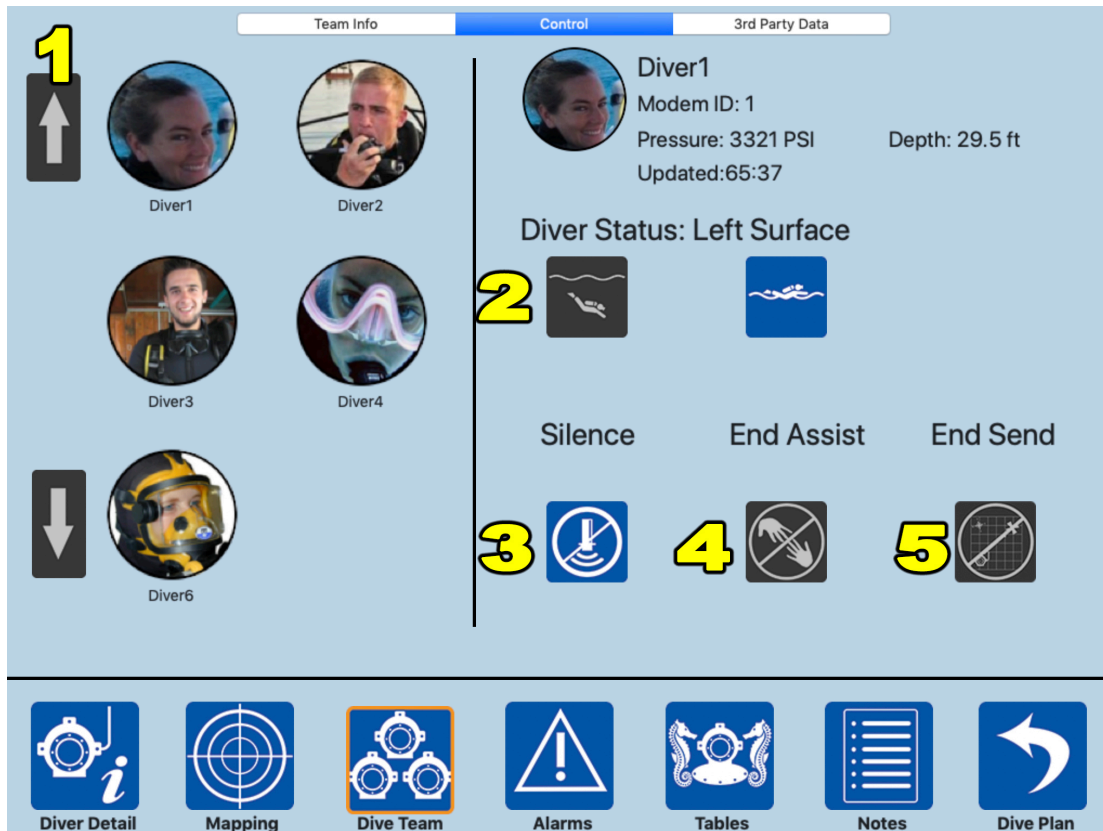 Team Info
Control
3rd Party Data
1
Diver1
Diver2
Diver3
Diver4
Diver6
Diver1
Modem ID: 1
Pressure: 3321 PSI Depth: 29.5 ft
Updated:65:37
Diver Status: Left Surface
2
Silence End Assist End Send
3 4 5
Diver Detail
Mapping
Dive Team
Alarms
Tables
Notes
Dive Plan